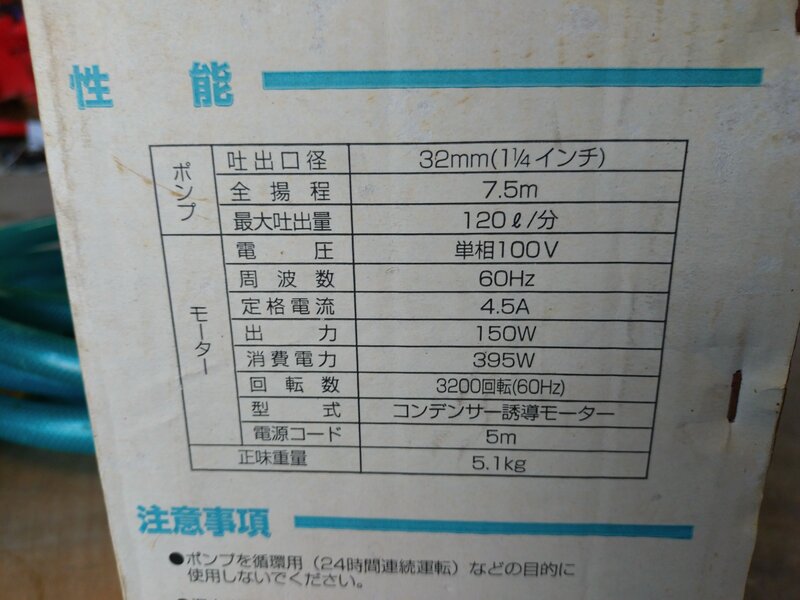 性能
ポンプ
吐出口径 32mm(1¼インチ)
全揚程 7.5m
最大吐出量 120ℓ/分
モーター
電圧 単相100V
周波数 60Hz
定格電流 4.5A
出力 150W
消費電力 395W
回転数 3200回転(60Hz)
型式 コンデンサー誘導モーター
電源コード 5m
正味重量 5.1kg
注意事項
●ポンプを循環用（24時間連続運転）などの目的に
使用しないでください。